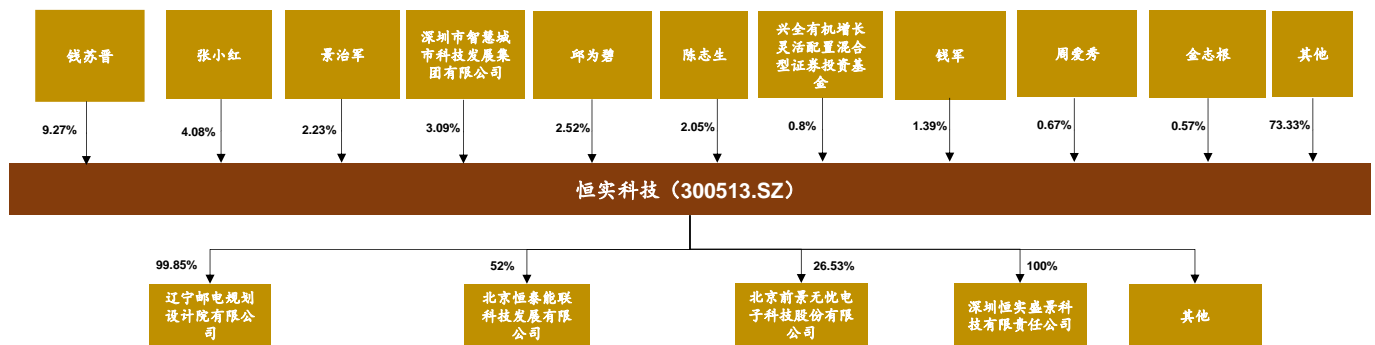 钱苏晋
张小红
景治军
深圳市智慧城
市科技发展集
团有限公司
邱为碧
陈志生
兴全有机增长
灵活配置混合
型证券投资基
金
钱军
周爱秀
金志根
其他
9.27%
4.08%
2.23%
3.09%
2.52%
2.05%
0.8%
1.39%
0.67%
0.57%
73.33%
恒实科技（300513.SZ）
99.85%
52%
26.53%
100%
辽宁邮电规划
设计院有限公
司
北京恒泰能联
科技发展有限
公司
北京前景无忧电
子科技股份有限
公司
深圳恒实盛景科
技有限责任公司
其他